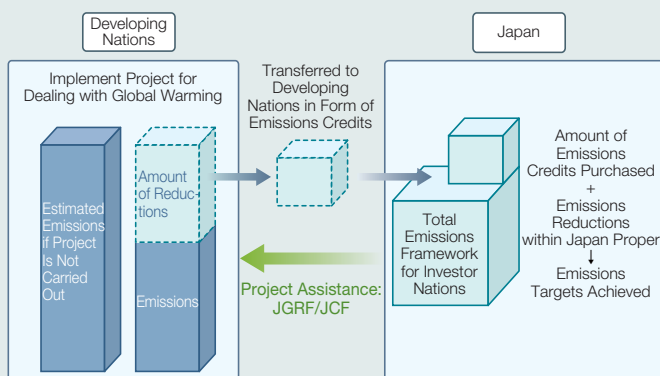 Developing
Nations
Japan
Implement Project for
Dealing with Global Warming
Estimated
Emissions
if Project
Is Not
Carried
Out
Amount
of Reduc-
tions
Emissions
Transferred to
Developing
Nations in Form of
Emissions Credits
Project Assistance:
JGRF/JCF
Total
Emissions
Framework
for Investor
Nations
Amount of
Emissions
Credits Purchased
+
Emissions
Reductions
within Japan Proper
Emissions
Targets Achieved